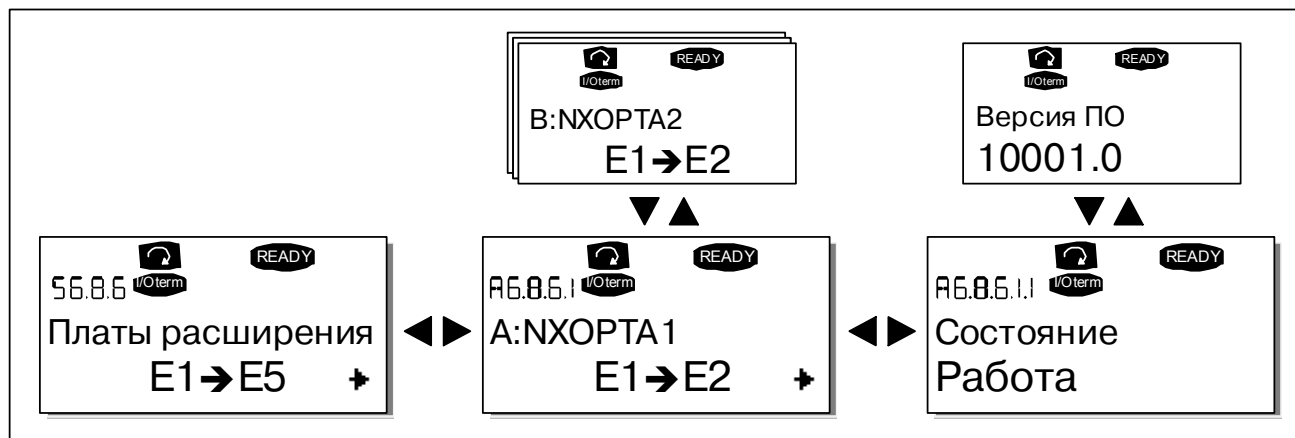 READY
I/Oterm
B:NXOPTA2
E1➔E2
READY
I/Oterm
Версия ПО
10001.0
READY
S6.8.6 I/Oterm
Платы расширения
E1➔E5
READY
A6.8.6.1 I/Oterm
A:NXOPTA1
E1➔E2
READY
A6.8.6.1.1 I/Oterm
Состояние
Работа